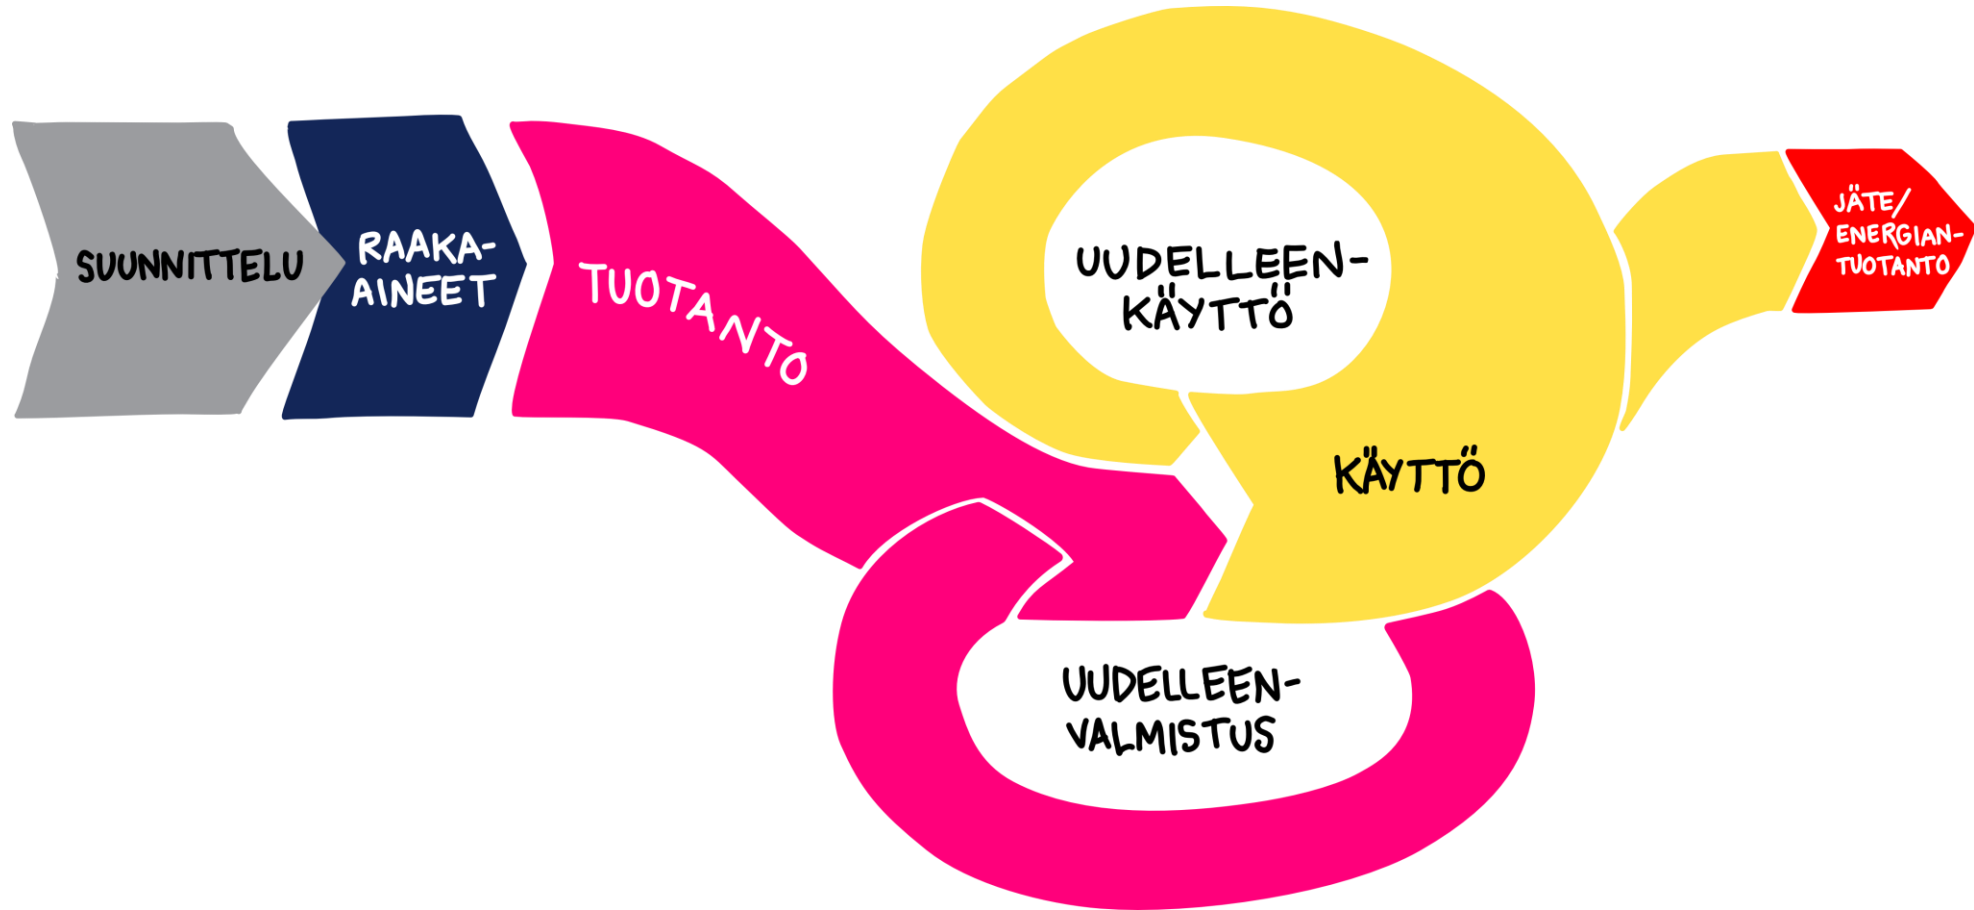 SUUNNITTELU
RAAKA-
AINEET
TUOTANTO
UUDELLEEN-
KÄYTTÖ
KÄYTTÖ
UUDELLEEN-
VALMISTUS
JÄTE/
ENERGIAN-
TUOTANTO